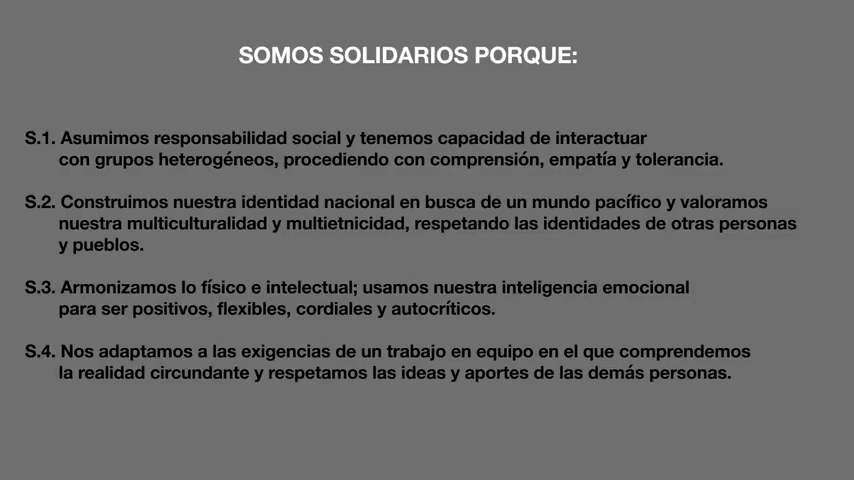 SOMOS SOLIDARIOS PORQUE:
S.1. Asumimos responsabilidad social y tenemos capacidad de interactuar
con grupos heterogéneos, procediendo con comprensión, empatía y tolerancia.
S.2. Construimos nuestra identidad nacional en busca de un mundo pacífico y valoramos
nuestra multiculturalidad y multietnicidad, respetando las identidades de otras personas
y pueblos.
S.3. Armonizamos lo físico e intelectual; usamos nuestra inteligencia emocional
para ser positivos, flexibles, cordiales y autocríticos.
S.4. Nos adaptamos a las exigencias de un trabajo en equipo en el que comprendemos
la realidad circundante y respetamos las ideas y aportes de las demás personas.